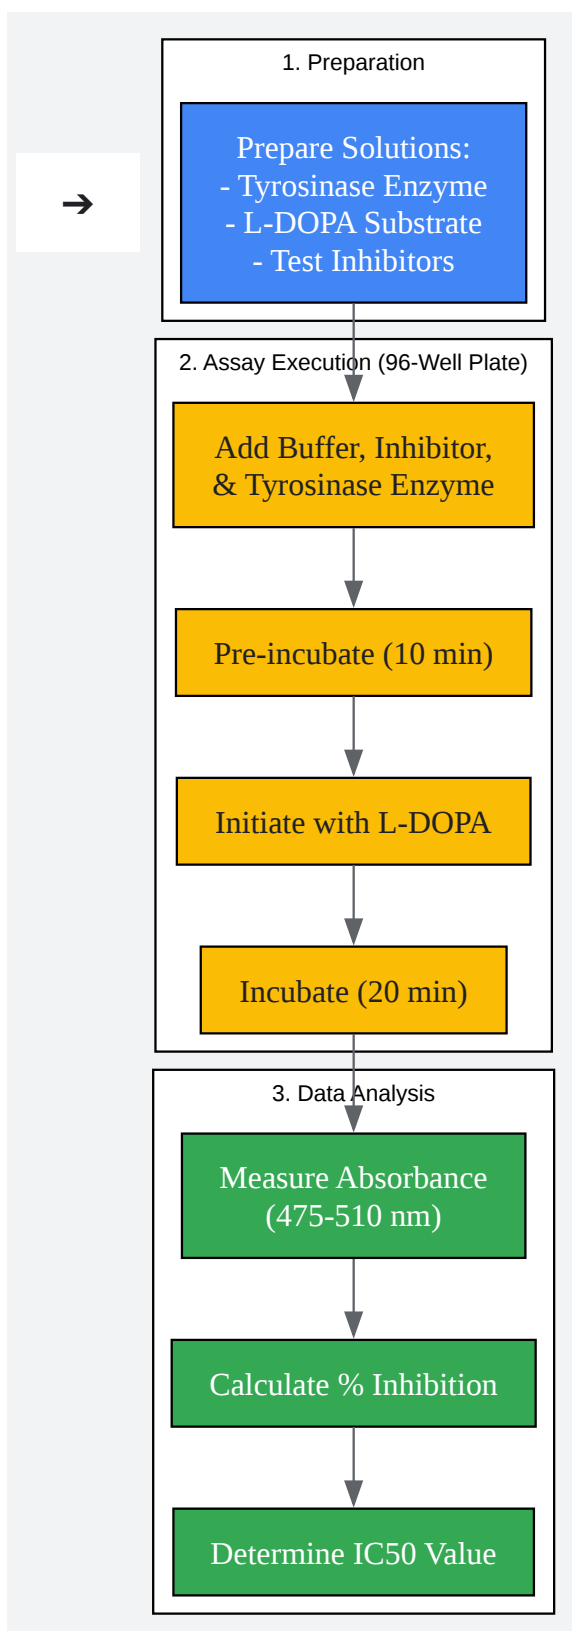 1. Preparation
Prepare Solutions:
- Tyrosinase Enzyme
- L-DOPA Substrate
- Test Inhibitors
➔
2. Assay Execution (96-Well Plate)
Add Buffer, Inhibitor,
& Tyrosinase Enzyme
Pre-incubate (10 min)
Initiate with L-DOPA
Incubate (20 min)
3. Data Analysis
Measure Absorbance
(475-510 nm)
Calculate % Inhibition
Determine IC50 Value